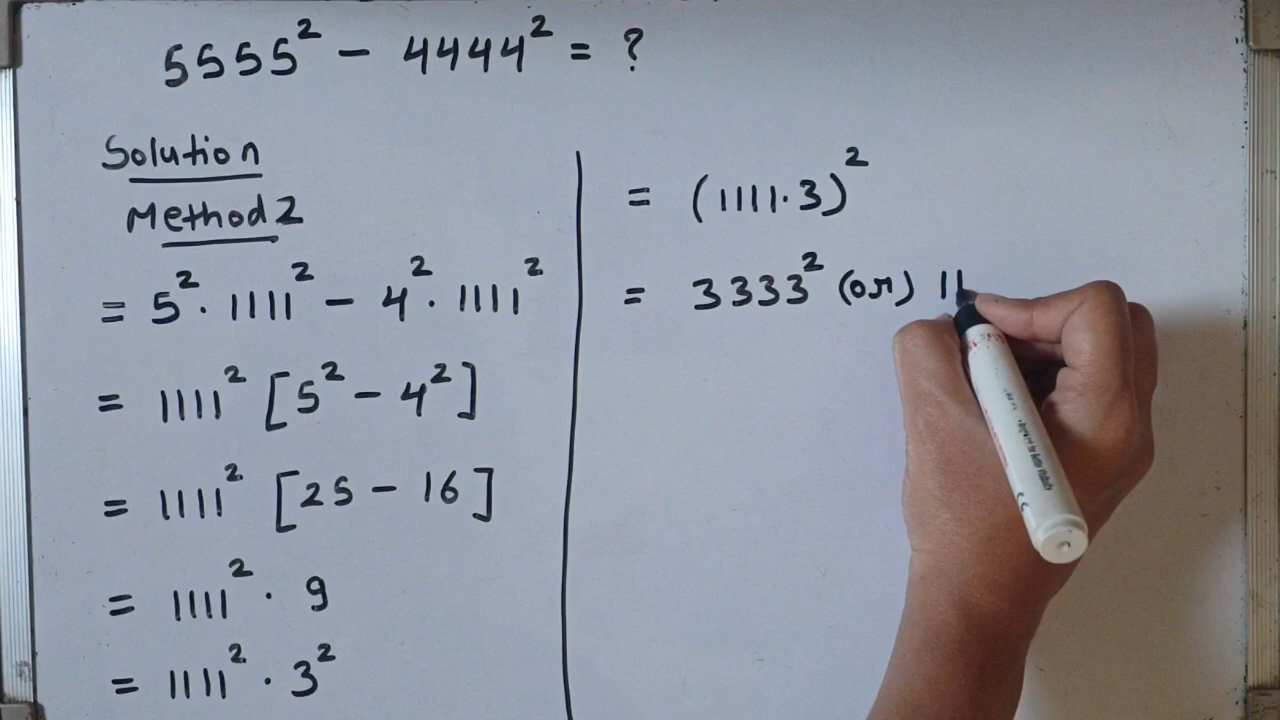 5555² - 4444² = ?
Solution
Method 2
= 5² · 1111² - 4² · 1111²
= 1111² [5² - 4²]
= 1111² [25 - 16]
= 1111² · 9
= 1111² · 3²
= (1111·3)²
= 3333² (or) 11